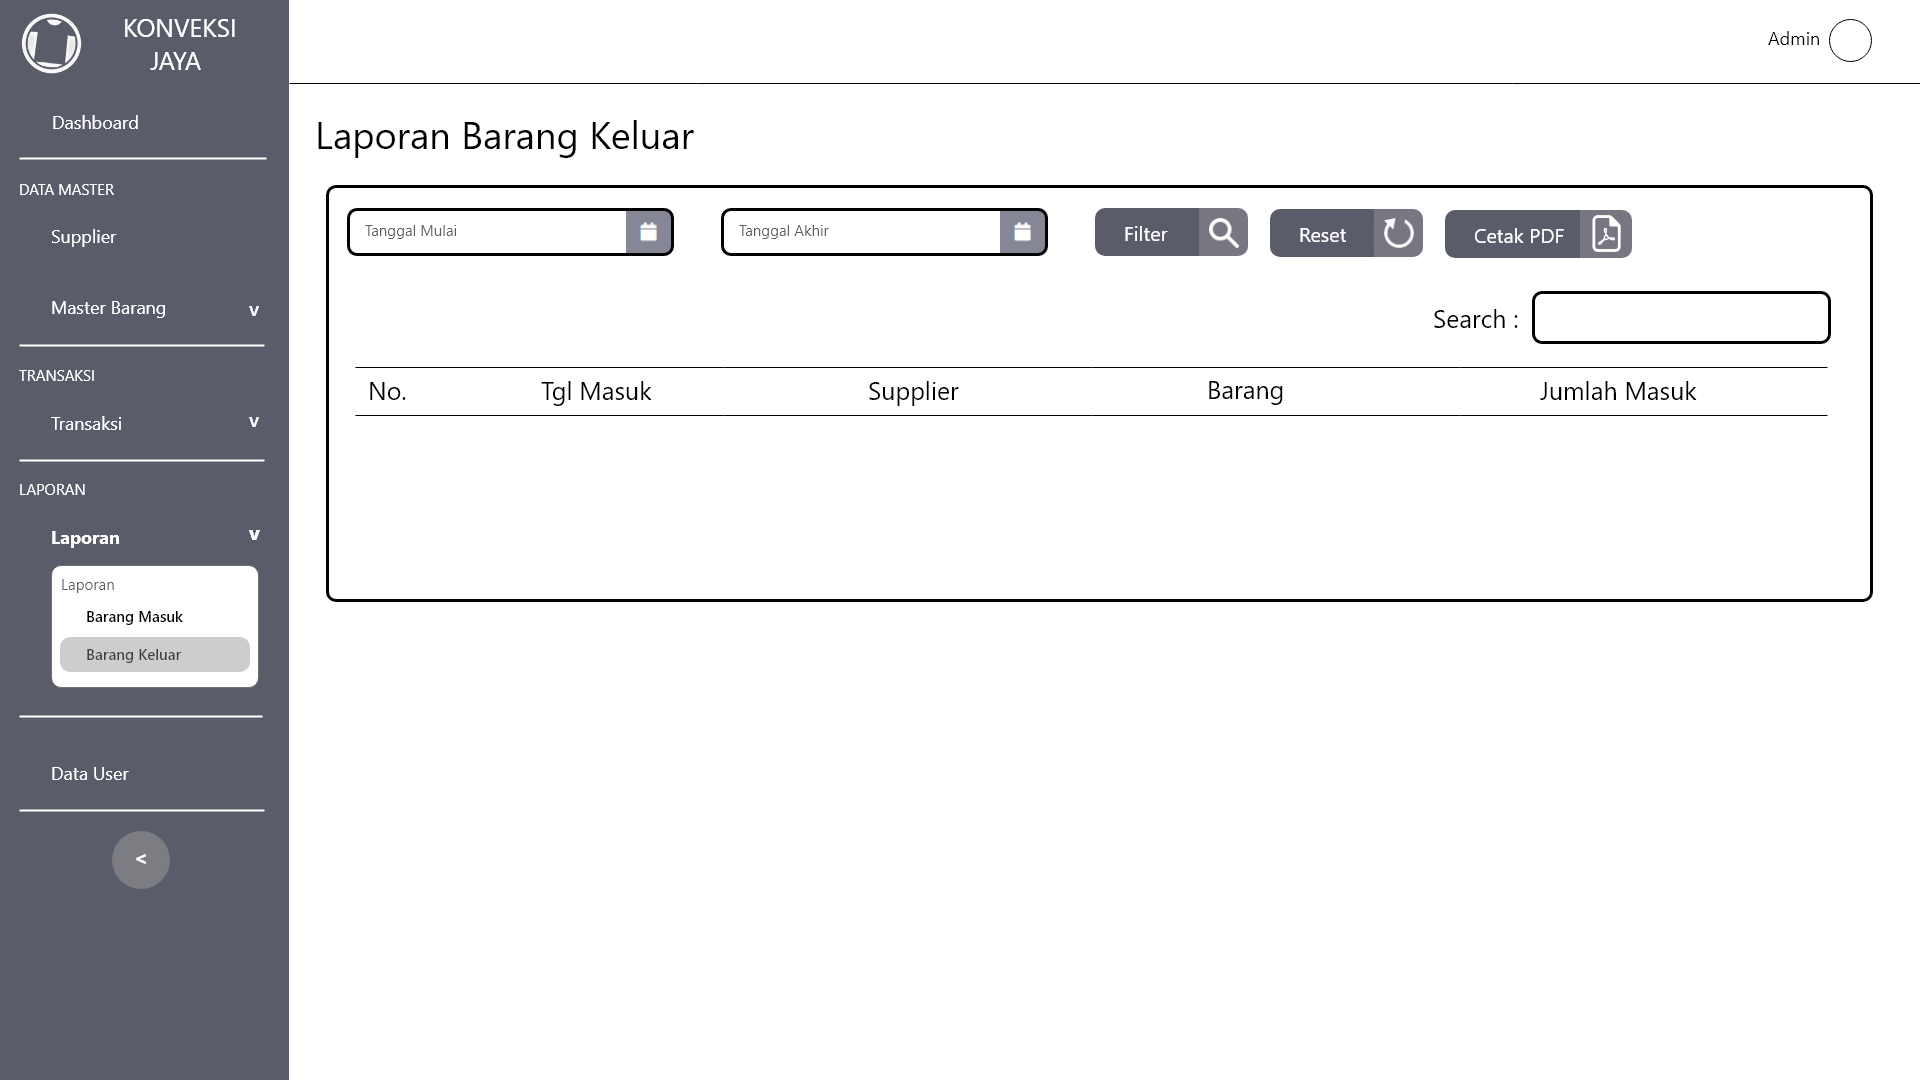 KONVEKSI
JAYA
Admin
Dashboard
DATA MASTER
Supplier
Master Barang v
TRANSAKSI
Transaksi v
LAPORAN
Laporan v
Laporan
Barang Masuk
Barang Keluar
Data User
<
Laporan Barang Keluar
Tanggal Mulai Tanggal Akhir Filter Reset Cetak PDF
Search :
No. Tgl Masuk Supplier Barang Jumlah Masuk